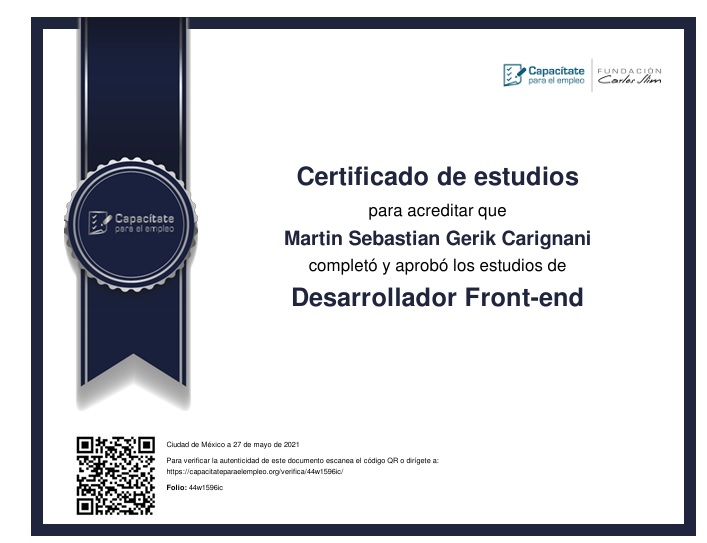 Capacítate
para el empleo
FUNDACIÓN
Carlos Slim
Certificado de estudios
para acreditar que
Martin Sebastian Gerik Carignani
completó y aprobó los estudios de
Desarrollador Front-end
Capacítate
para el empleo
Ciudad de México a 27 de mayo de 2021
Para verificar la autenticidad de este documento escanea el código QR o dirígete a:
https://capacitateparaelempleo.org/verifica/44w1596ic/
Folio: 44w1596ic